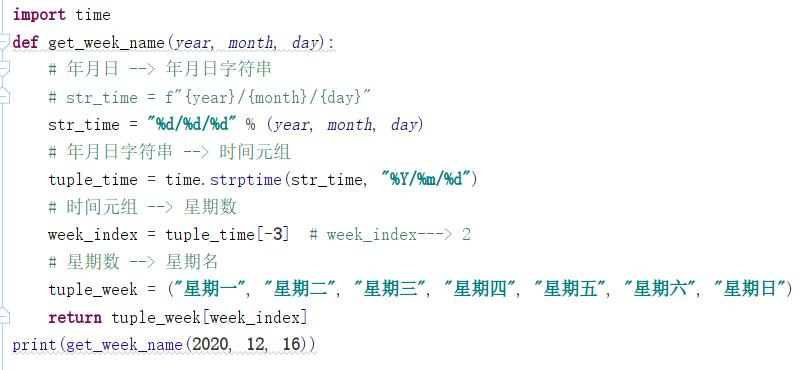 import time
def get_week_name(year, month, day):
    # 年月日 --> 年月日字符串
    # str_time = f"{year}/{month}/{day}"
    str_time = "%d/%d/%d" % (year, month, day)
    # 年月日字符串 --> 时间元组
    tuple_time = time.strptime(str_time, "%Y/%m/%d")
    # 时间元组 --> 星期数
    week_index = tuple_time[-3]  # week_index---> 2
    # 星期数 --> 星期名
    tuple_week = ("星期一", "星期二", "星期三", "星期四", "星期五", "星期六", "星期日")
    return tuple_week[week_index]
print(get_week_name(2020, 12, 16))